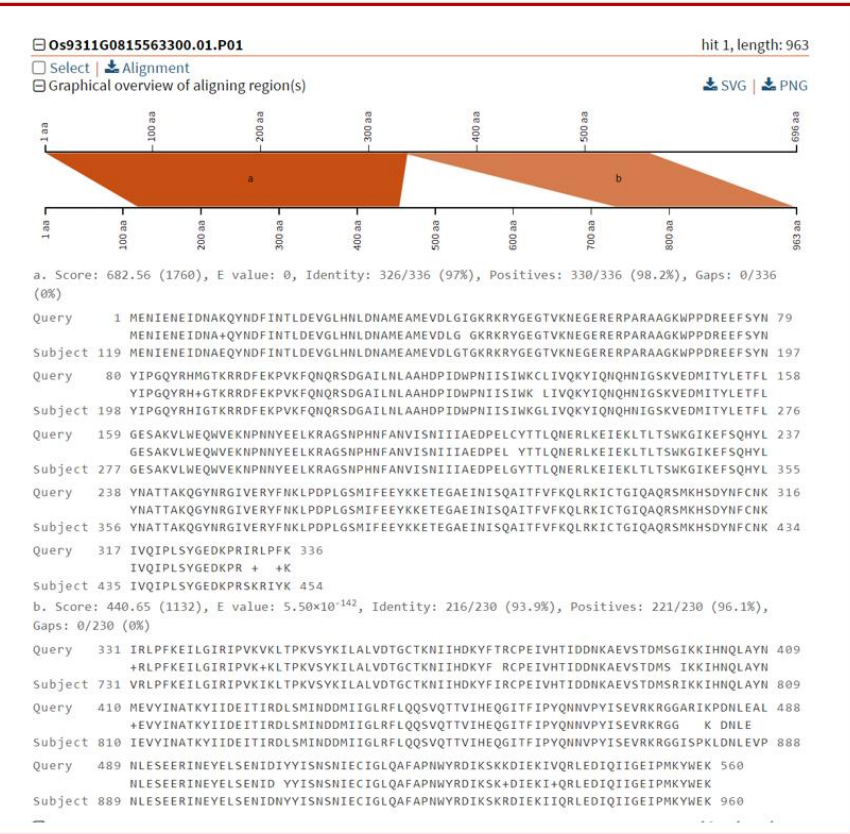 Os9311G0815563300.01.P01 hit 1, length: 963
Select | Alignment
Graphical overview of aligning region(s) SVG | PNG
1 aa 100 aa 200 aa 300 aa 400 aa 500 aa 696 aa
a b
1 aa 100 aa 200 aa 300 aa 400 aa 500 aa 600 aa 700 aa 800 aa 963 aa
a. Score: 682.56 (1760), E value: 0, Identity: 326/336 (97%), Positives: 330/336 (98.2%), Gaps: 0/336
(0%)
Query 1 MENIENEIDNAKQYNDFINTLDEVGLHNLDNAMEAMEVDLGIGKRKRYGEGTVKNEGERERPARAAGKWPPDREEFSYN 79
MENIENEIDNA+QYNDFINTLDEVGLHNLDNAMEAMEVDLG GKRKRYGEGTVKNEGERERPARAAGKWPPDREEFSYN
Subject 119 MENIENEIDNAEQYNDFINTLDEVGLHNLDNAMEAMEVDLGTGKRKRYGEGTVKNEGERERPARAAGKWPPDREEFSYN 197
Query 80 YIPGQYRHMGTKRRDFEKPVKFQNQRSDGAILNLAAHDPIDWPNIISIWKCLIVQKYIQNQHNIGSKVEDMITYLETFL 158
YIPGQYRH+GTKRRDFEKPVKFQNQRSDGAILNLAAHDPIDWPNIISIWK LIVQKYIQNQHNIGSKVEDMITYLETFL
Subject 198 YIPGQYRHIGTKRRDFEKPVKFQNQRSDGAILNLAAHDPIDWPNIISIWKGLIVQKYIQNQHNIGSKVEDMITYLETFL 276
Query 159 GESAKVLWEQWVEKNPNNYEELKRAGSNPHNFANVISNIIIAEDPELCYTTLQNERLKEIEKLTLTSWKGIKEFSQHYL 237
GESAKVLWEQWVEKNPNNYEELKRAGSNPHNFANVISNIIIAEDPEL YTTLQNERLKEIEKLTLTSWKGIKEFSQHYL
Subject 277 GESAKVLWEQWVEKNPNNYEELKRAGSNPHNFANVISNIIIAEDPELGYTTLQNERLKEIEKLTLTSWKGIKEFSQHYL 355
Query 238 YNATTAKQGYNRGIVERYFNKLPDPLGSMIFEEYKKETEGAEINISQAITFVFKQLRKICTGIQAQRSMKHSDYNFCNK 316
YNATTAKQGYNRGIVERYFNKLPDPLGSMIFEEYKKETEGAEINISQAITFVFKQLRKICTGIQAQRSMKHSDYNFCNK
Subject 356 YNATTAKQGYNRGIVERYFNKLPDPLGSMIFEEYKKETEGAEINISQAITFVFKQLRKICTGIQAQRSMKHSDYNFCNK 434
Query 317 IVQIPLSYGEDKPRIRLPFK 336
IVQIPLSYGEDKPR + +K
Subject 435 IVQIPLSYGEDKPRSKRIYK 454
b. Score: 440.65 (1132), E value: 5.50×10⁻¹⁴², Identity: 216/230 (93.9%), Positives: 221/230 (96.1%),
Gaps: 0/230 (0%)
Query 331 IRLPFKEILGIRIPVKVKLTPKVSYKILALVDTGCTKNIIHDKYFTRCPEIVHTIDDNKAEVSTDMSGIKKIHNQLAYN 409
+RLPFKEILGIRIPVK+KLTPKVSYKILALVDTGCTKNIIHDKYF RCPEIVHTIDDNKAEVSTDMS IKKIHNQLAYN
Subject 731 VRLPFKEILGIRIPVKIKLTPKVSYKILALVDTGCTKNIIHDKYFIRCPEIVHTIDDNKAEVSTDMSRIKKIHNQLAYN 809
Query 410 MEVYINATKYIIDEITIRDLSMINDDMIIGLRFLQQSVQTTVIHEQGITFIPYQNNVPYISEVRKRGGARIKPDNLEAL 488
+EVYINATKYIIDEITIRDLSMINDDMIIGLRFLQQSVQTTVIHEQGITFIPYQNNVPYISEVRKRGG K DNLE
Subject 810 IEVYINATKYIIDEITIRDLSMINDDMIIGLRFLQQSVQTTVIHEQGITFIPYQNNVPYISEVRKRGGISPKLDNLEVP 888
Query 489 NLESEERINEYELSENIDIYYISNSNIECIGLQAFAPNWYRDIKSKKDIEKIVQRLEDIQIIGEIPMKYWEK 560
NLESEERINEYELSENID YYISNSNIECIGLQAFAPNWYRDIKSK+DIEKI+QRLEDIQIIGEIPMKYWEK
Subject 889 NLESEERINEYELSENIDNYYISNSNIECIGLQAFAPNWYRDIKSKRDIEKIIQRLEDIQIIGEIPMKYWEK 960